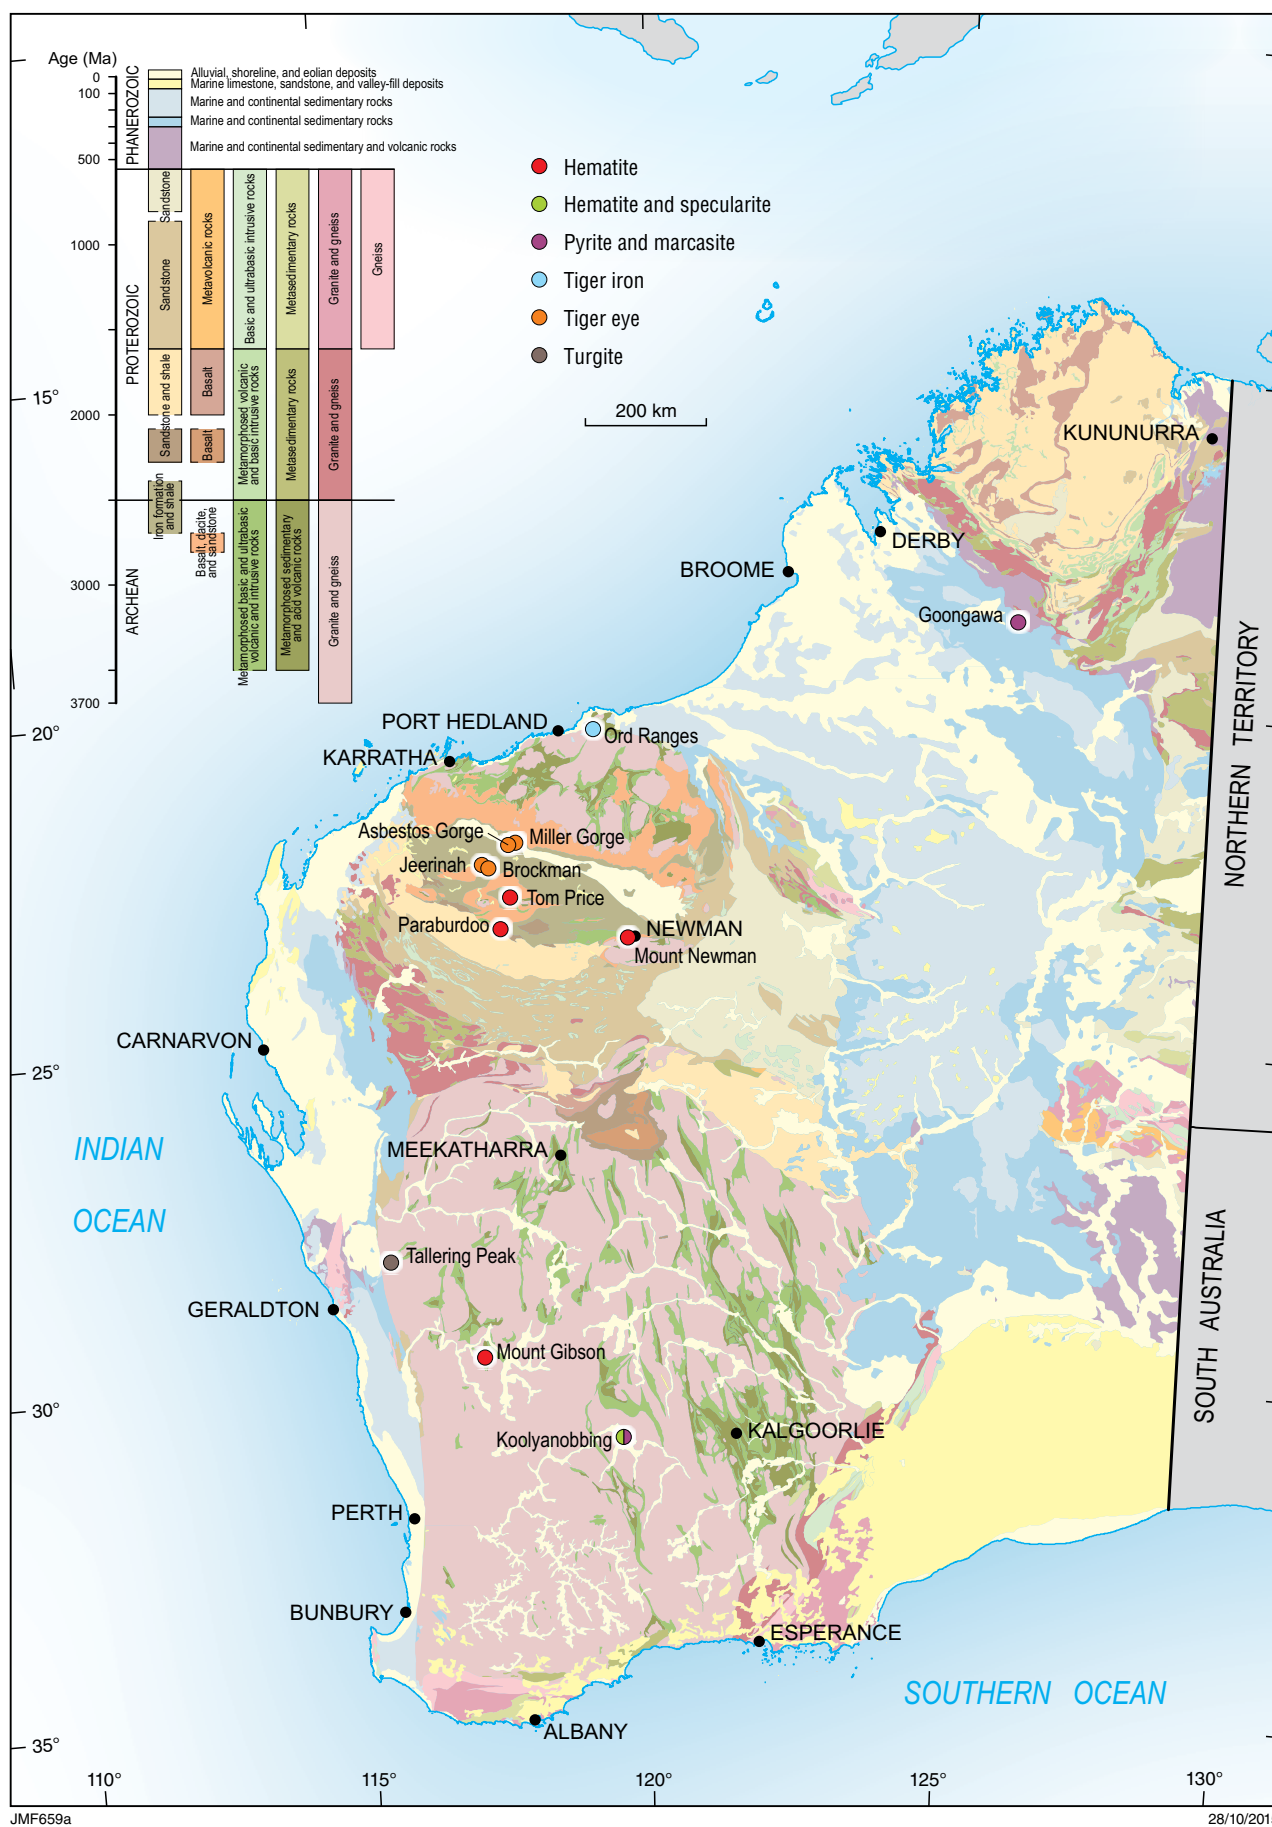 Age (Ma)
0
100
500
1000
2000
3000
3700
PHANEROZOIC
PROTEROZOIC
ARCHEAN
Alluvial, shoreline, and eolian deposits
Marine limestone, sandstone, and valley-fill deposits
Marine and continental sedimentary rocks
Marine and continental sedimentary rocks
Marine and continental sedimentary and volcanic rocks
Sandstone
Sandstone
Metavolcanic rocks
Basic and ultrabasic intrusive rocks
Metasedimentary rocks
Granite and gneiss
Gneiss
Sandstone and shale
Basalt
Metamorphosed volcanic
and basic intrusive rocks
Metasedimentary rocks
Granite and gneiss
Sandstone
Basalt
Iron formation
and shale
Basalt, dacite,
and sandstone
Metamorphosed basic and ultrabasic
volcanic and intrusive rocks
Metamorphosed sedimentary
and acid volcanic rocks
Granite and gneiss
Hematite
Hematite and specularite
Pyrite and marcasite
Tiger iron
Tiger eye
Turgite
200 km
15°
20°
25°
30°
35°
110°
115°
120°
125°
130°
KUNUNURRA
DERBY
BROOME
Goongawa
PORT HEDLAND
Ord Ranges
KARRATHA
Asbestos Gorge
Miller Gorge
Jeerinah
Brockman
Tom Price
Paraburdoo
NEWMAN
Mount Newman
CARNARVON
MEEKATHARRA
Tallering Peak
GERALDTON
Mount Gibson
Koolyanobbing
KALGOORLIE
PERTH
BUNBURY
ESPERANCE
ALBANY
INDIAN
OCEAN
SOUTHERN OCEAN
NORTHERN TERRITORY
SOUTH AUSTRALIA
JMF659a